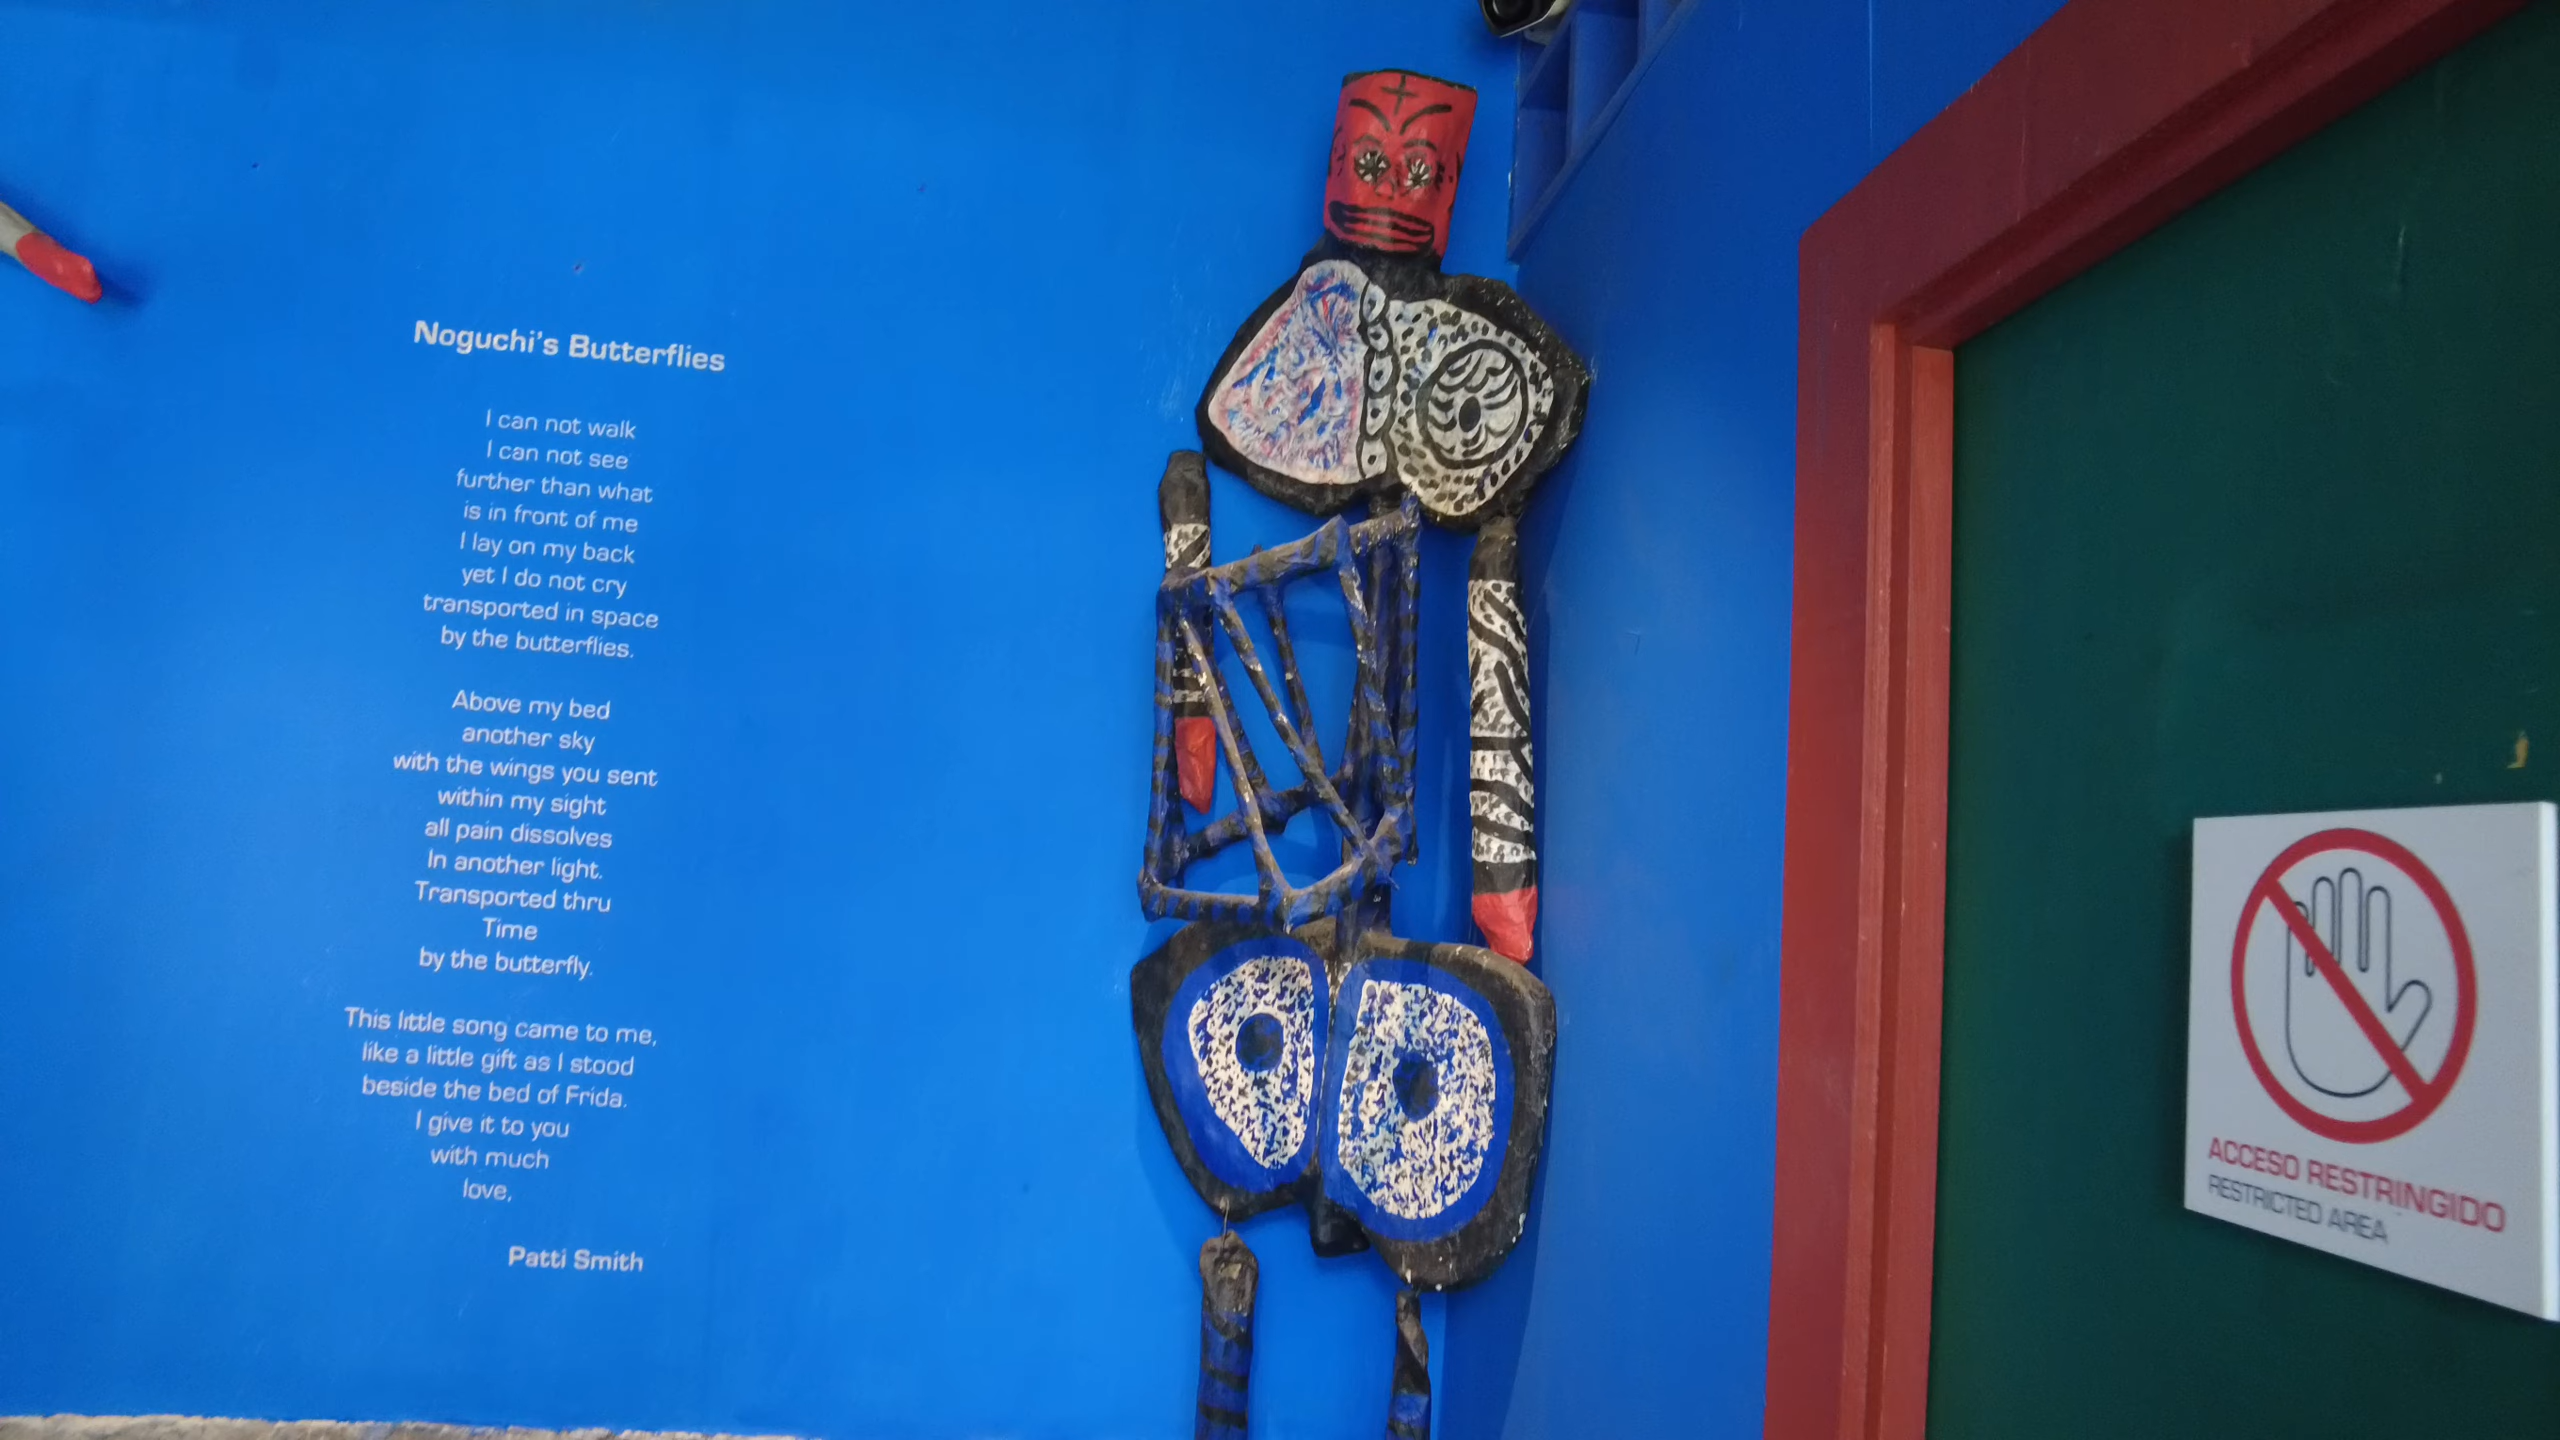 Noguchi's Butterflies
I can not walk
I can not see
further than what
is in front of me
I lay on my back
yet I do not cry
transported in space
by the butterflies.
Above my bed
another sky
with the wings you sent
within my sight
all pain dissolves
In another light.
Transported thru
Time
by the butterfly.
This little song came to me,
like a little gift as I stood
beside the bed of Frida.
I give it to you
with much
love,
Patti Smith
ACCESO RESTRINGIDO
RESTRICTED AREA